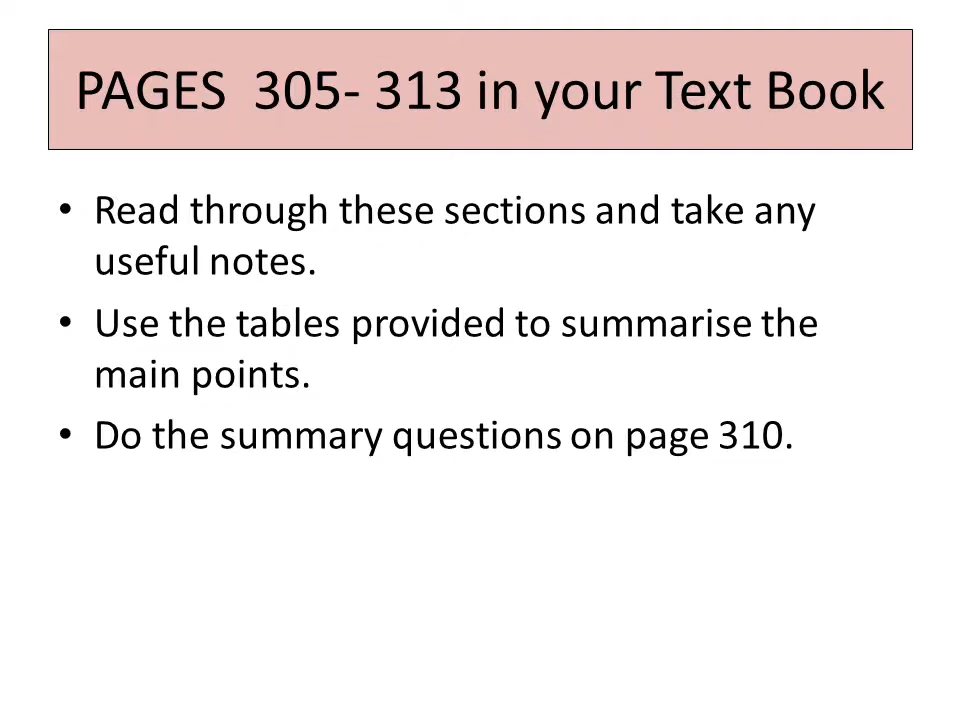 PAGES  305- 313 in your Text Book
• Read through these sections and take any
useful notes.
• Use the tables provided to summarise the
main points.
• Do the summary questions on page 310.